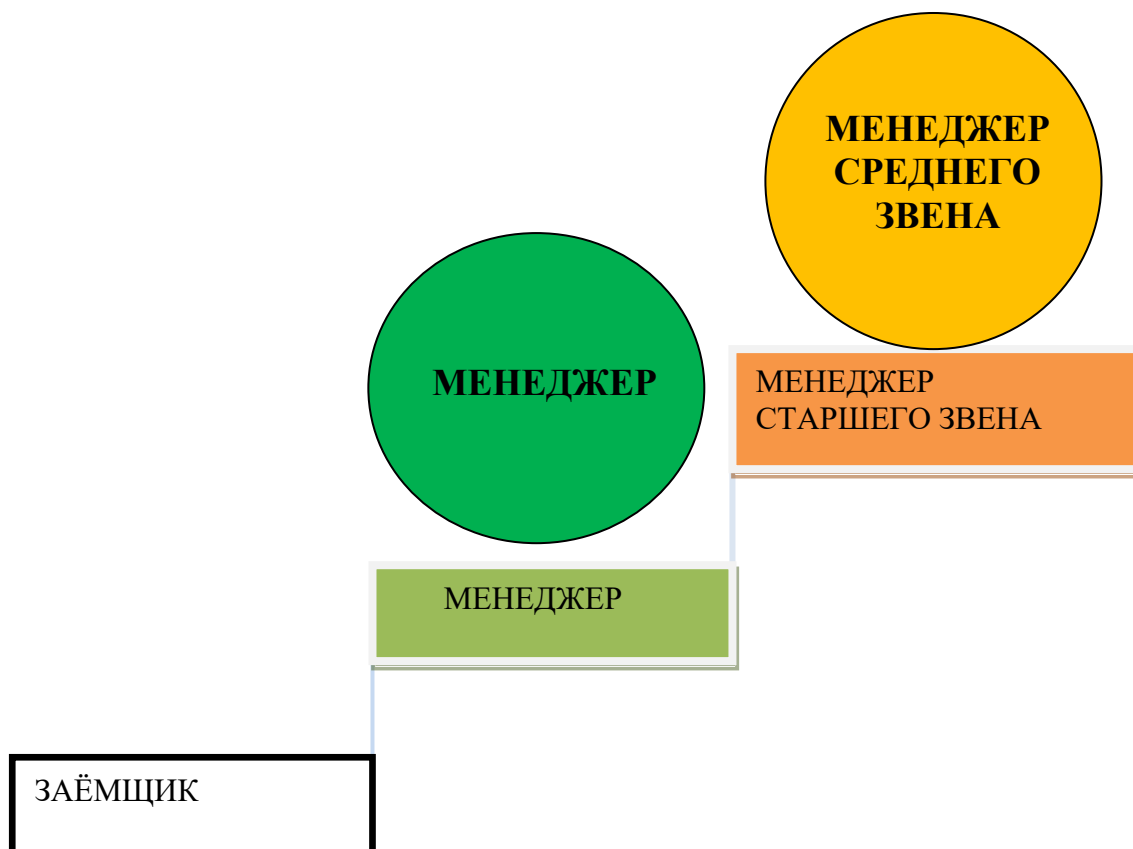 МЕНЕДЖЕР
СРЕДНЕГО
ЗВЕНА
МЕНЕДЖЕР
МЕНЕДЖЕР
СТАРШЕГО ЗВЕНА
МЕНЕДЖЕР
ЗАЁМЩИК